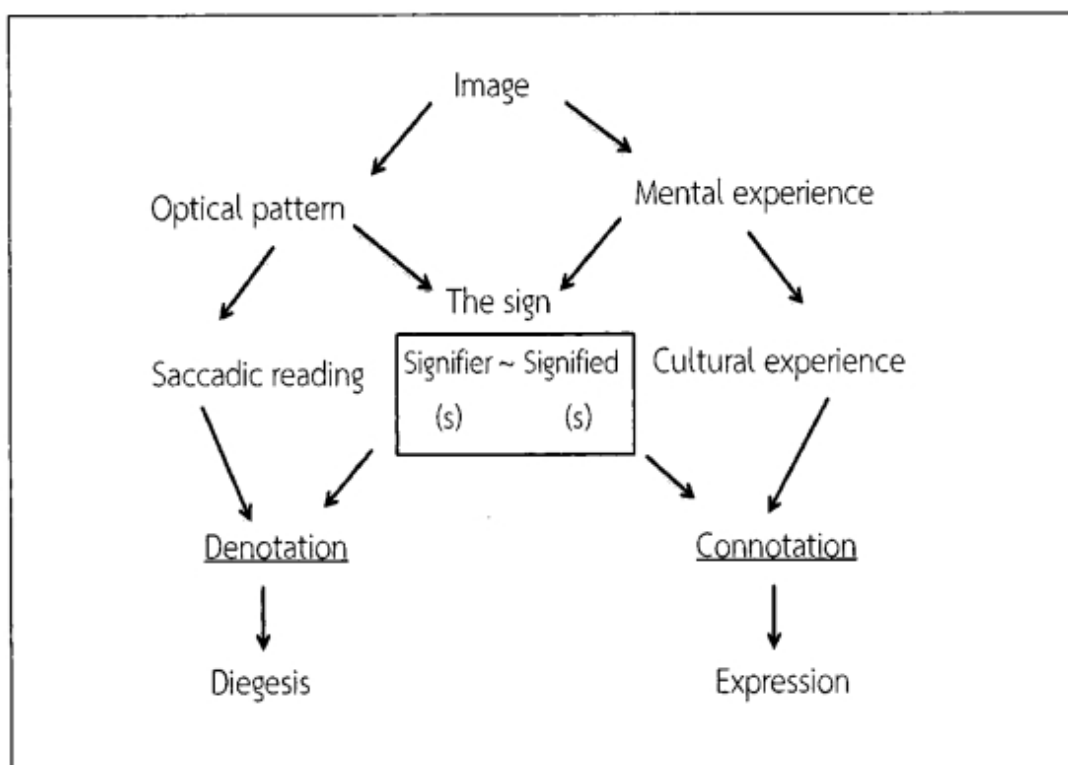 Image
Optical pattern
Mental experience
The sign
Signifier ~ Signified
(s) (s)
Saccadic reading
Cultural experience
Denotation
Connotation
Diegesis
Expression